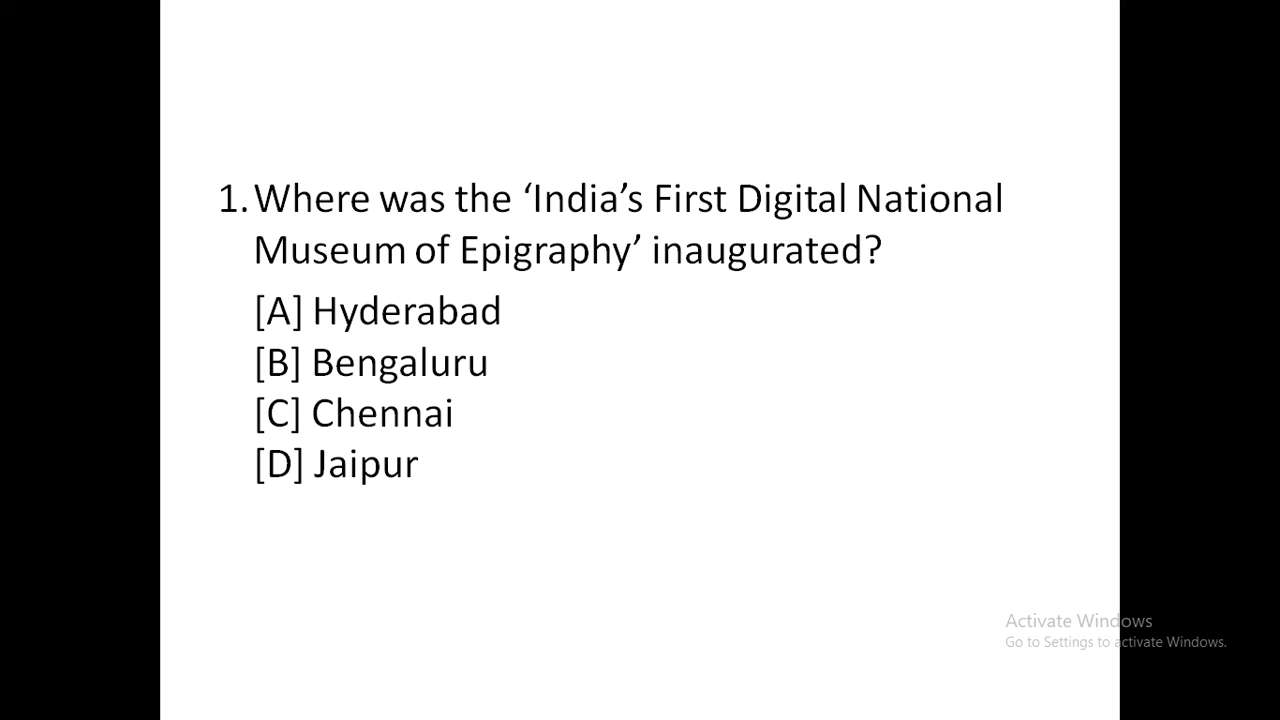 1. Where was the ‘India’s First Digital National
Museum of Epigraphy’ inaugurated?
[A] Hyderabad
[B] Bengaluru
[C] Chennai
[D] Jaipur
Activate Windows
Go to Settings to activate Windows.